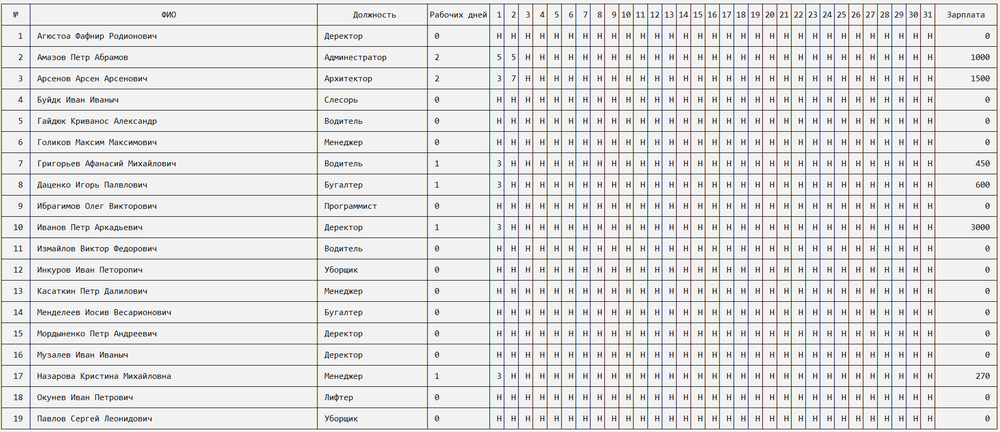 № ФИО Должность Рабочих дней 1 2 3 4 5 6 7 8 9 10 11 12 13 14 15 16 17 18 19 20 21 22 23 24 25 26 27 28 29 30 31 Зарплата
1 Агюстоа Фафнир Родионович Деректор 0 Н Н Н Н Н Н Н Н Н Н Н Н Н Н Н Н Н Н Н Н Н Н Н Н Н Н Н Н Н Н Н 0
2 Амазов Петр Абрамов Админестратор 2 5 5 Н Н Н Н Н Н Н Н Н Н Н Н Н Н Н Н Н Н Н Н Н Н Н Н Н Н Н Н Н 1000
3 Арсенов Арсен Арсенович Архитектор 2 3 7 Н Н Н Н Н Н Н Н Н Н Н Н Н Н Н Н Н Н Н Н Н Н Н Н Н Н Н Н Н 1500
4 Буйдк Иван Иваныч Слесорь 0 Н Н Н Н Н Н Н Н Н Н Н Н Н Н Н Н Н Н Н Н Н Н Н Н Н Н Н Н Н Н Н 0
5 Гайдюк Криванос Александр Водитель 0 Н Н Н Н Н Н Н Н Н Н Н Н Н Н Н Н Н Н Н Н Н Н Н Н Н Н Н Н Н Н Н 0
6 Голиков Максим Максимович Менеджер 0 Н Н Н Н Н Н Н Н Н Н Н Н Н Н Н Н Н Н Н Н Н Н Н Н Н Н Н Н Н Н Н 0
7 Григорьев Афанасий Михайлович Водитель 1 3 Н Н Н Н Н Н Н Н Н Н Н Н Н Н Н Н Н Н Н Н Н Н Н Н Н Н Н Н Н Н 450
8 Даценко Игорь Палвлович Бугалтер 1 3 Н Н Н Н Н Н Н Н Н Н Н Н Н Н Н Н Н Н Н Н Н Н Н Н Н Н Н Н Н Н 600
9 Ибрагимов Олег Викторович Программист 0 Н Н Н Н Н Н Н Н Н Н Н Н Н Н Н Н Н Н Н Н Н Н Н Н Н Н Н Н Н Н Н 0
10 Иванов Петр Аркадьевич Деректор 1 3 Н Н Н Н Н Н Н Н Н Н Н Н Н Н Н Н Н Н Н Н Н Н Н Н Н Н Н Н Н Н 3000
11 Измайлов Виктор Федорович Водитель 0 Н Н Н Н Н Н Н Н Н Н Н Н Н Н Н Н Н Н Н Н Н Н Н Н Н Н Н Н Н Н Н 0
12 Инкуров Иван Петоропич Уборщик 0 Н Н Н Н Н Н Н Н Н Н Н Н Н Н Н Н Н Н Н Н Н Н Н Н Н Н Н Н Н Н Н 0
13 Касаткин Петр Далилович Менеджер 0 Н Н Н Н Н Н Н Н Н Н Н Н Н Н Н Н Н Н Н Н Н Н Н Н Н Н Н Н Н Н Н 0
14 Менделеев Иосив Весарионович Бугалтер 0 Н Н Н Н Н Н Н Н Н Н Н Н Н Н Н Н Н Н Н Н Н Н Н Н Н Н Н Н Н Н Н 0
15 Мордыненко Петр Андреевич Деректор 0 Н Н Н Н Н Н Н Н Н Н Н Н Н Н Н Н Н Н Н Н Н Н Н Н Н Н Н Н Н Н Н 0
16 Музалев Иван Иваныч Деректор 0 Н Н Н Н Н Н Н Н Н Н Н Н Н Н Н Н Н Н Н Н Н Н Н Н Н Н Н Н Н Н Н 0
17 Назарова Кристина Михайловна Менеджер 1 3 Н Н Н Н Н Н Н Н Н Н Н Н Н Н Н Н Н Н Н Н Н Н Н Н Н Н Н Н Н Н 270
18 Окунев Иван Петрович Лифтер 0 Н Н Н Н Н Н Н Н Н Н Н Н Н Н Н Н Н Н Н Н Н Н Н Н Н Н Н Н Н Н Н 0
19 Павлов Сергей Леонидович Уборщик 0 Н Н Н Н Н Н Н Н Н Н Н Н Н Н Н Н Н Н Н Н Н Н Н Н Н Н Н Н Н Н Н 0